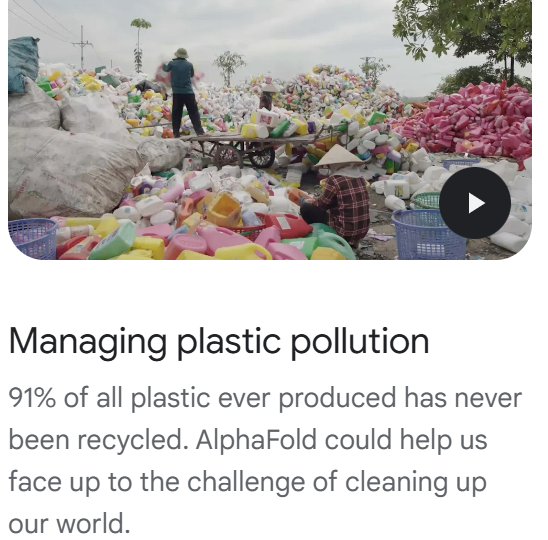 Managing plastic pollution
91% of all plastic ever produced has never
been recycled. AlphaFold could help us
face up to the challenge of cleaning up
our world.